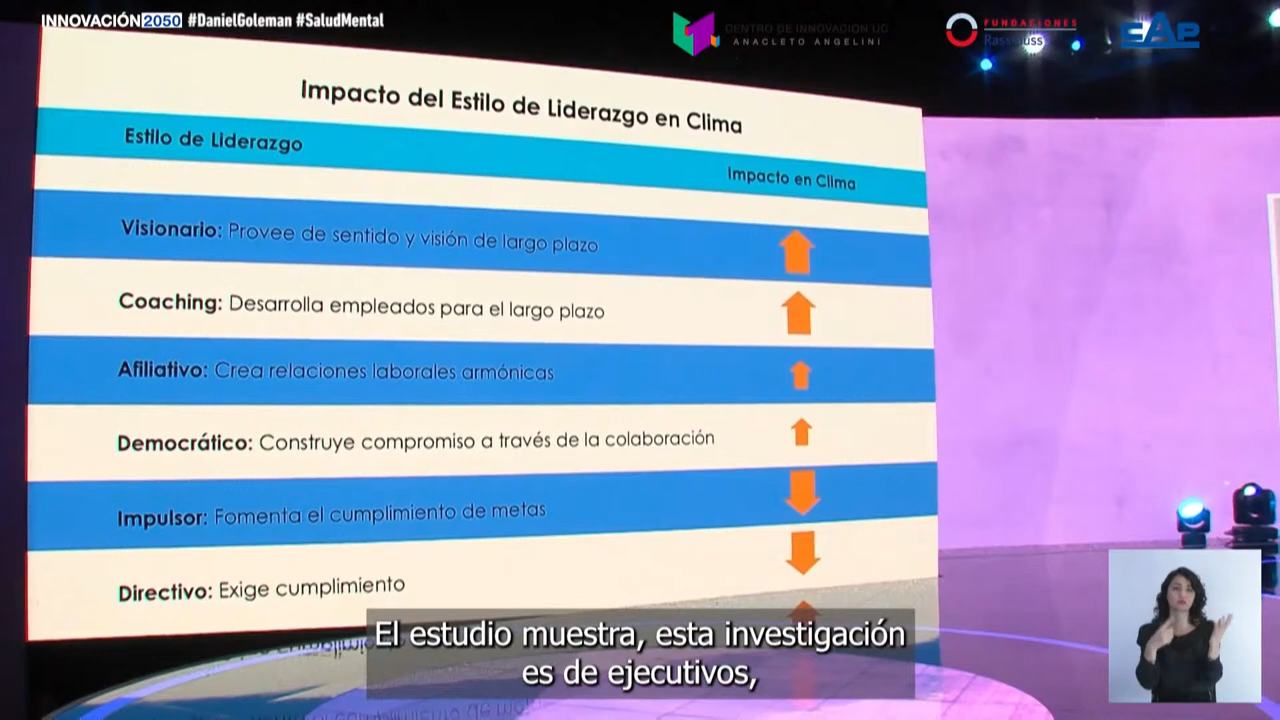 INNOVACIÓN2050 #DanielGoleman #SaludMental
CENTRO DE INNOVACIÓN UC
ANACLETO ANGELINI
FUNDACIONES
CAP
Impacto del Estilo de Liderazgo en Clima
Estilo de Liderazgo
Impacto en Clima
Visionario: Provee de sentido y visión de largo plazo
Coaching: Desarrolla empleados para el largo plazo
Afiliativo: Crea relaciones laborales armónicas
Democrático: Construye compromiso a través de la colaboración
Impulsor: Fomenta el cumplimiento de metas
Directivo: Exige cumplimiento
El estudio muestra, esta investigación
es de ejecutivos,